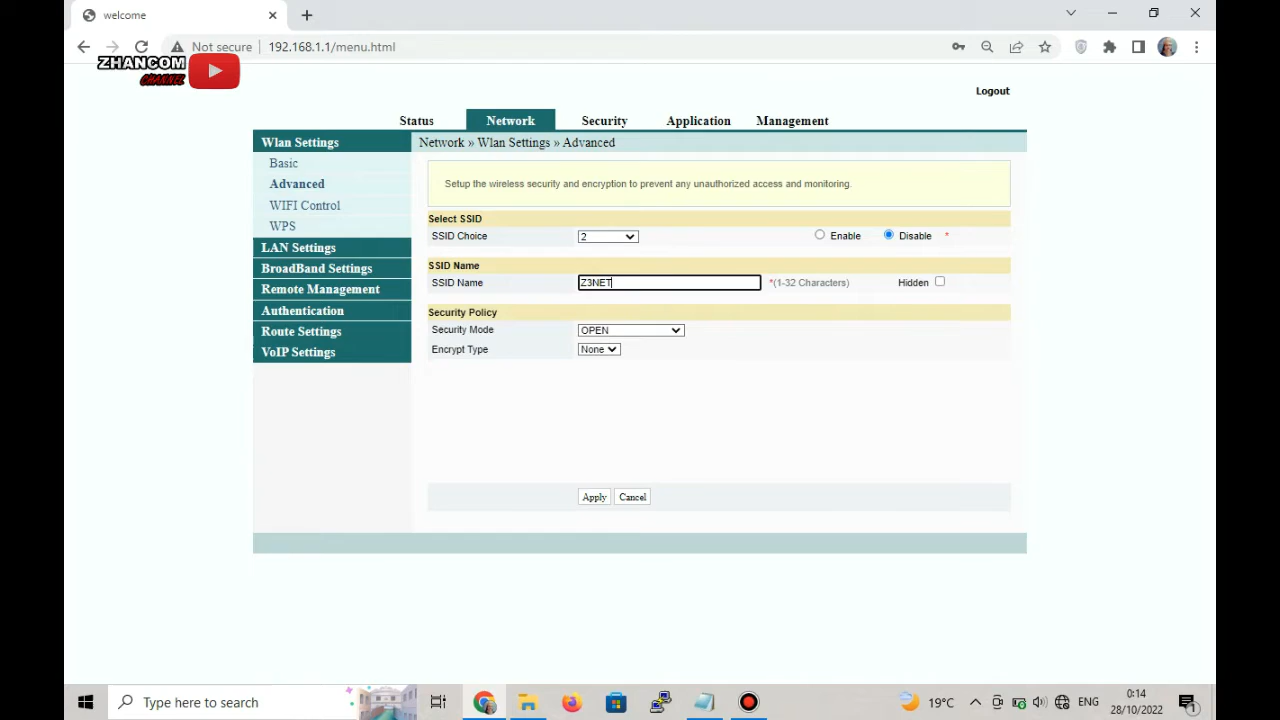 welcome
Not secure 192.168.1.1/menu.html
ZHANCOM
CHANNEL
Logout
Status Network Security Application Management
Wlan Settings
Basic
Advanced
WIFI Control
WPS
LAN Settings
BroadBand Settings
Remote Management
Authentication
Route Settings
VoIP Settings
Network » Wlan Settings » Advanced
Setup the wireless security and encryption to prevent any unauthorized access and monitoring.
Select SSID
SSID Choice 2 Enable Disable *
SSID Name
SSID Name Z3NET *(1-32 Characters) Hidden
Security Policy
Security Mode OPEN
Encrypt Type None
Apply Cancel
Type here to search
19°C ENG
0:14
28/10/2022
1